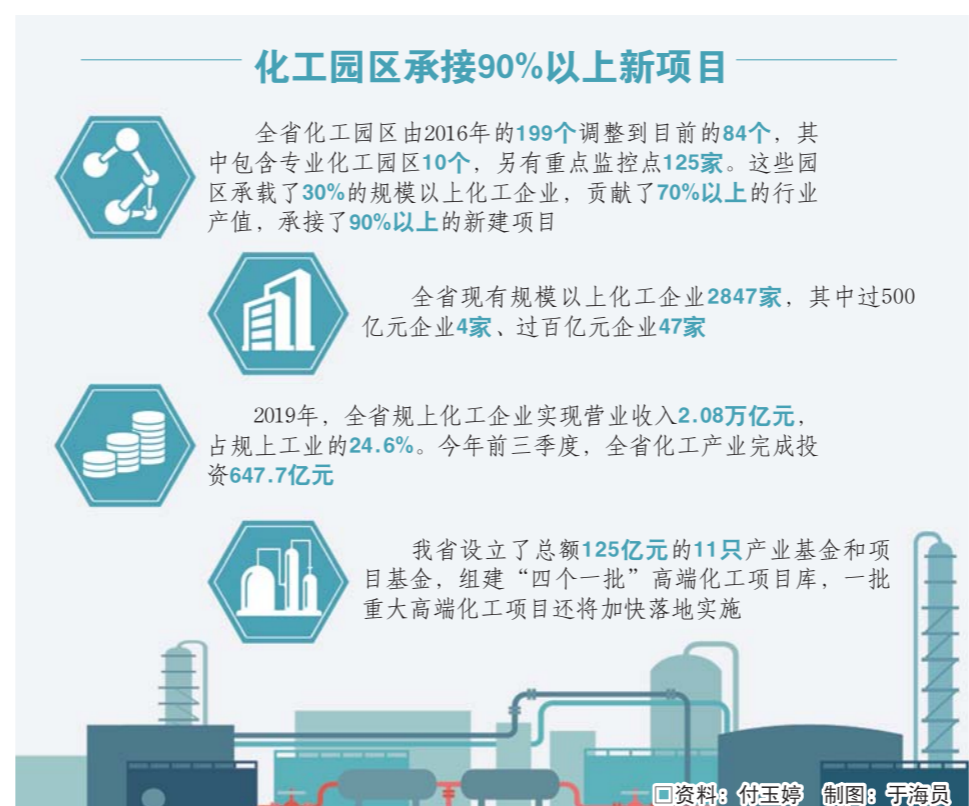 化工园区承接90%以上新项目
全省化工园区由2016年的199个调整到目前的84个，其
中包含专业化工园区10个，另有重点监控点125家。这些园
区承载了30%的规模以上化工企业，贡献了70%以上的行业
产值，承接了90%以上的新建项目
全省现有规模以上化工企业2847家，其中过500
亿元企业4家、过百亿元企业47家
2019年，全省规上化工企业实现营业收入2.08万亿元，
占规上工业的24.6%。今年前三季度，全省化工产业完成投
资647.7亿元
我省设立了总额125亿元的11只产业基金和项
目基金，组建“四个一批”高端化工项目库，一批
重大高端化工项目还将加快落地实施
□资料：付玉婷　制图：于海员